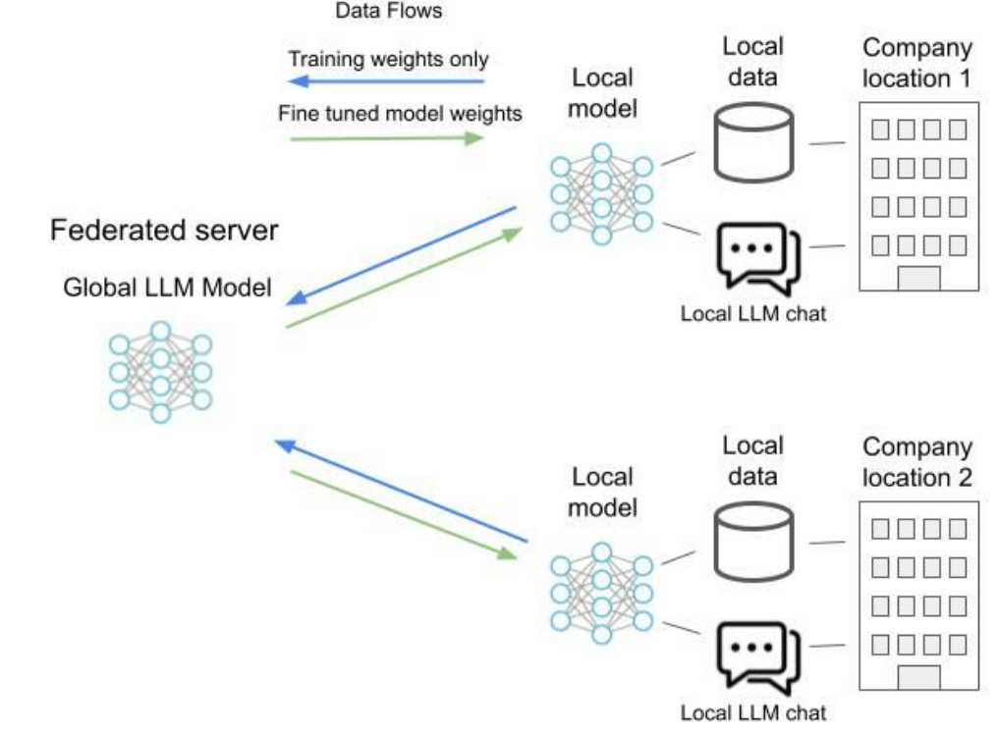 Data Flows
Training weights only
Fine tuned model weights
Federated server
Global LLM Model
Local
model
Local
data
Company
location 1
Local LLM chat
Local
model
Local
data
Company
location 2
Local LLM chat